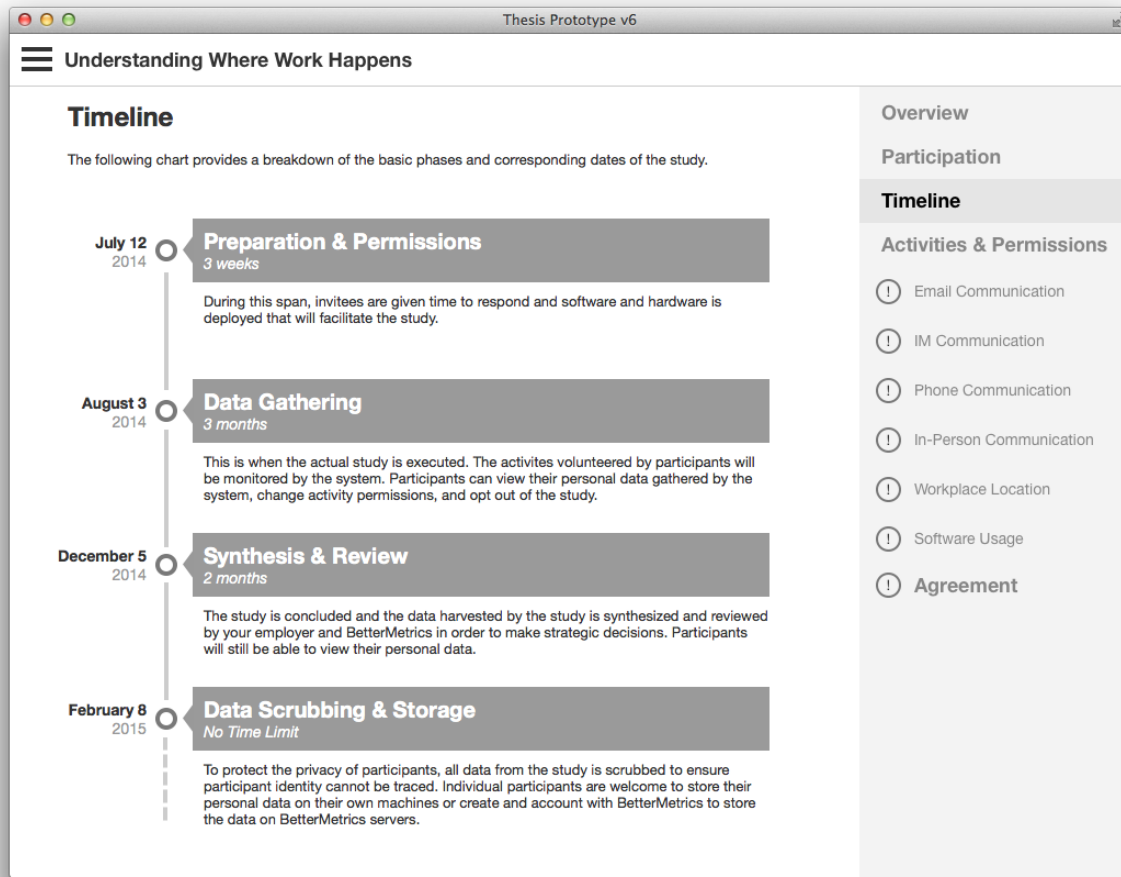 Thesis Prototype v6
Understanding Where Work Happens
Timeline
The following chart provides a breakdown of the basic phases and corresponding dates of the study.
July 12
2014
Preparation & Permissions
3 weeks
During this span, invitees are given time to respond and software and hardware is
deployed that will facilitate the study.
August 3
2014
Data Gathering
3 months
This is when the actual study is executed. The activites volunteered by participants will
be monitored by the system. Participants can view their personal data gathered by the
system, change activity permissions, and opt out of the study.
December 5
2014
Synthesis & Review
2 months
The study is concluded and the data harvested by the study is synthesized and reviewed
by your employer and BetterMetrics in order to make strategic decisions. Participants
will still be able to view their personal data.
February 8
2015
Data Scrubbing & Storage
No Time Limit
To protect the privacy of participants, all data from the study is scrubbed to ensure
participant identity cannot be traced. Individual participants are welcome to store their
personal data on their own machines or create and account with BetterMetrics to store
the data on BetterMetrics servers.
Overview
Participation
Timeline
Activities & Permissions
! Email Communication
! IM Communication
! Phone Communication
! In-Person Communication
! Workplace Location
! Software Usage
! Agreement